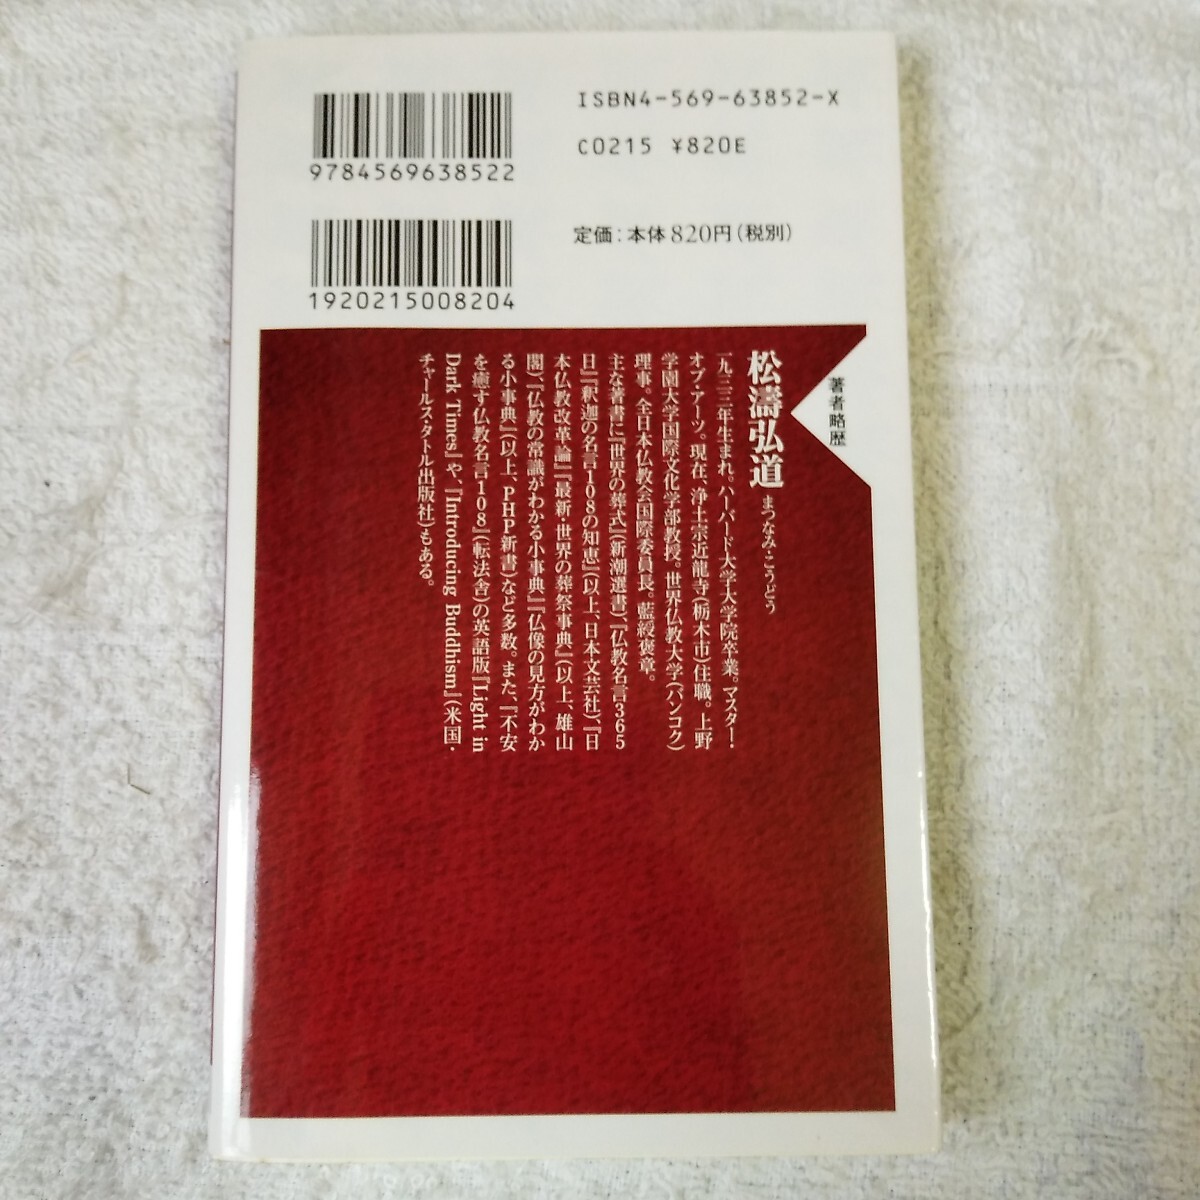 ISBN4-569-63852-X
C0215 ¥820E
9784569638522
定価：本体820円（税別）
1920215008204
著者略歴
松濤弘道 まつなみ・こうどう
一九三三年生まれ。ハーバード大学大学院卒業。マスター・
オブ・アーツ。現在、浄土宗近龍寺（栃木市）住職。上野
学園大学国際文化学部教授。世界仏教大学（バンコク）
理事。全日本仏教会国際委員長。藍綬褒章。
主な著書に『世界の葬式』（新潮選書）、『仏教名言365
日』『釈迦の名言108の知恵』（以上、日本文芸社）、『日
本仏教改革論』『最新・世界の葬祭事典』（以上、雄山
閣）、『仏教の常識がわかる小事典』『仏像の見方がわか
る小事典』（以上、PHP新書）など多数。また、『不安
を癒す仏教名言108』（転法舎）の英語版『Light in
Dark Times』や、『Introducing Buddhism』（米国・
チャールス・タトル出版社）もある。